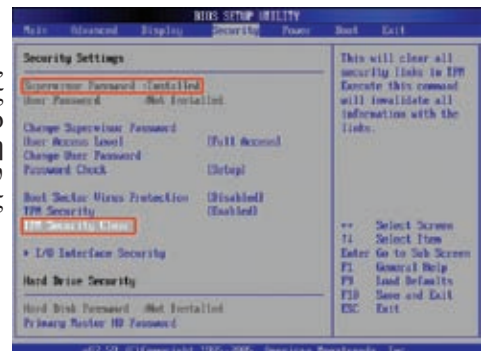 BIOS SETUP UTILITY
Main Advanced Display Security Power Boot Exit
Security Settings
Supervisor Password :Installed
User Password :Not Installed
Change Supervisor Password
User Access Level [Full Access]
Change User Password
Password Check [Setup]
Boot Sector Virus Protection [Disabled]
TPM Security [Enabled]
TPM Security Clear
I/O Interface Security
Hard Drive Security
Hard Disk Password :Not Installed
Primary Master HD Password
This will clear all
security links in TPM
Execute this command
will invalidate all
information with the
links.
Select Screen
Select Item
Enter Go to Sub Screen
F1 General Help
F9 Load Defaults
F10 Save and Exit
ESC Exit